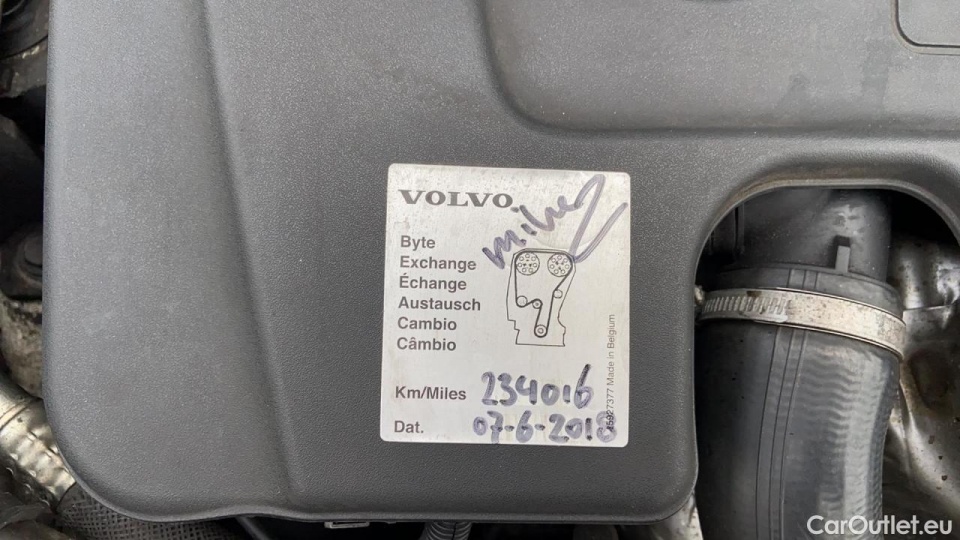 VOLVO
Byte
Exchange
Échange
Austausch
Cambio
Câmbio
Km/Miles 234016
Dat. 07-6-2018
Made in Belgium
CarOutlet.eu